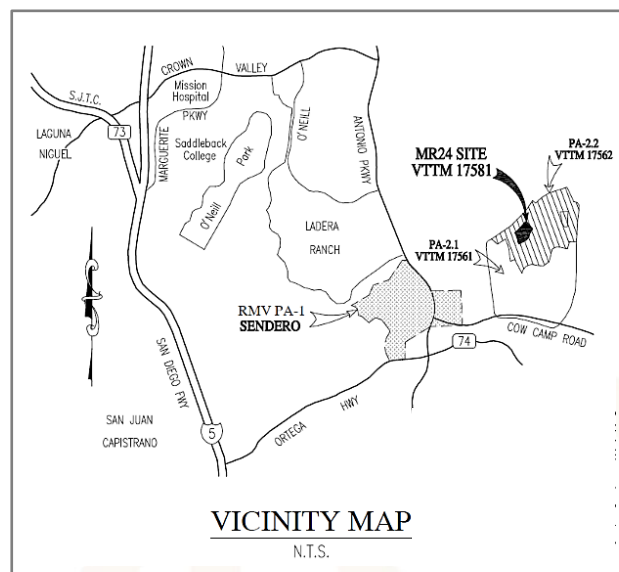 CROWN
VALLEY
Mission
Hospital
PKWY
S.J.T.C.
73
LAGUNA
NIGUEL
MARGUERITE
Saddleback
College
O'NEILL
O'Neill
Park
ANTONIO PKWY
MR24 SITE
VTTM 17581
PA-2.2
VTTM 17562
LADERA
RANCH
PA-2.1
VTTM 17561
RMV PA-1
SENDERO
COW CAMP ROAD
74
SAN DIEGO FWY
SAN JUAN
CAPISTRANO
5
ORTEGA
HWY
VICINITY MAP
N.T.S.